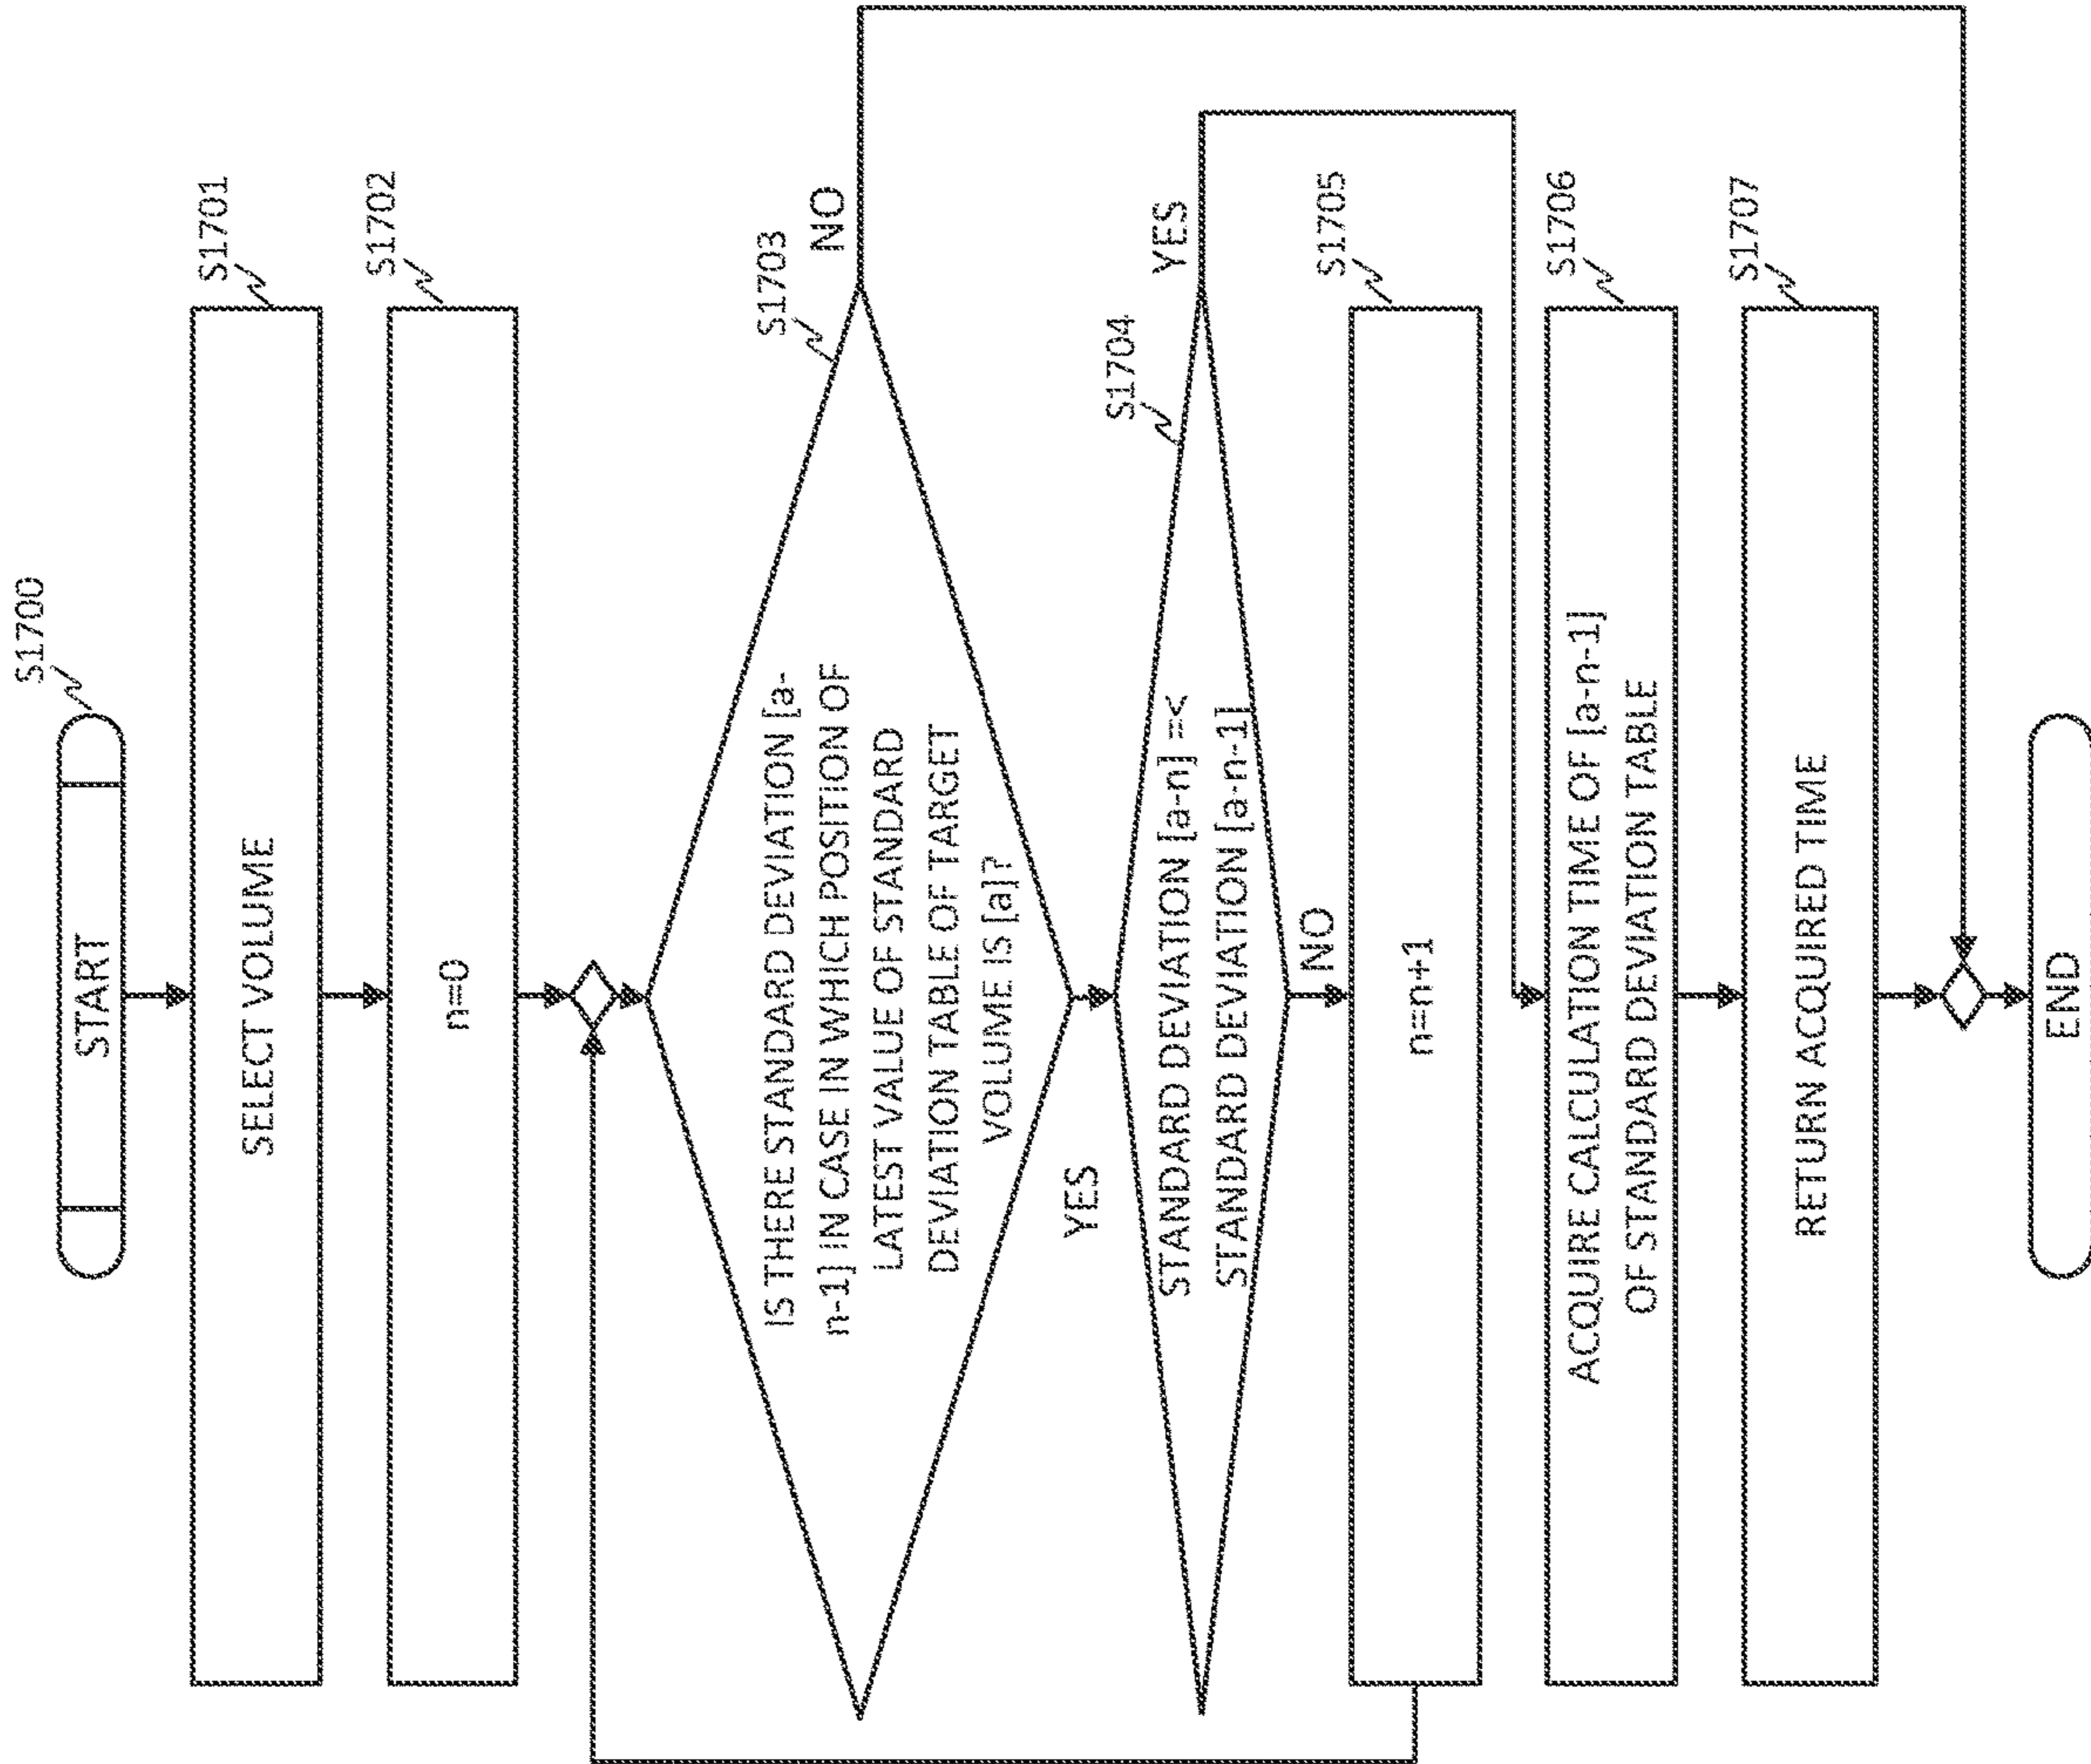 S1700
START
S1701
SELECT VOLUME
S1702
n=0
S1703
IS THERE STANDARD DEVIATION [a-
n-1] IN CASE IN WHICH POSITION OF
LATEST VALUE OF STANDARD
DEVIATION TABLE OF TARGET
VOLUME IS [a]?
NO
YES
S1704
STANDARD DEVIATION [a-n] =<
STANDARD DEVIATION [a-n-1]
YES
NO
S1705
n=n+1
S1706
ACQUIRE CALCULATION TIME OF [a-n-1]
OF STANDARD DEVIATION TABLE
S1707
RETURN ACQUIRED TIME
END